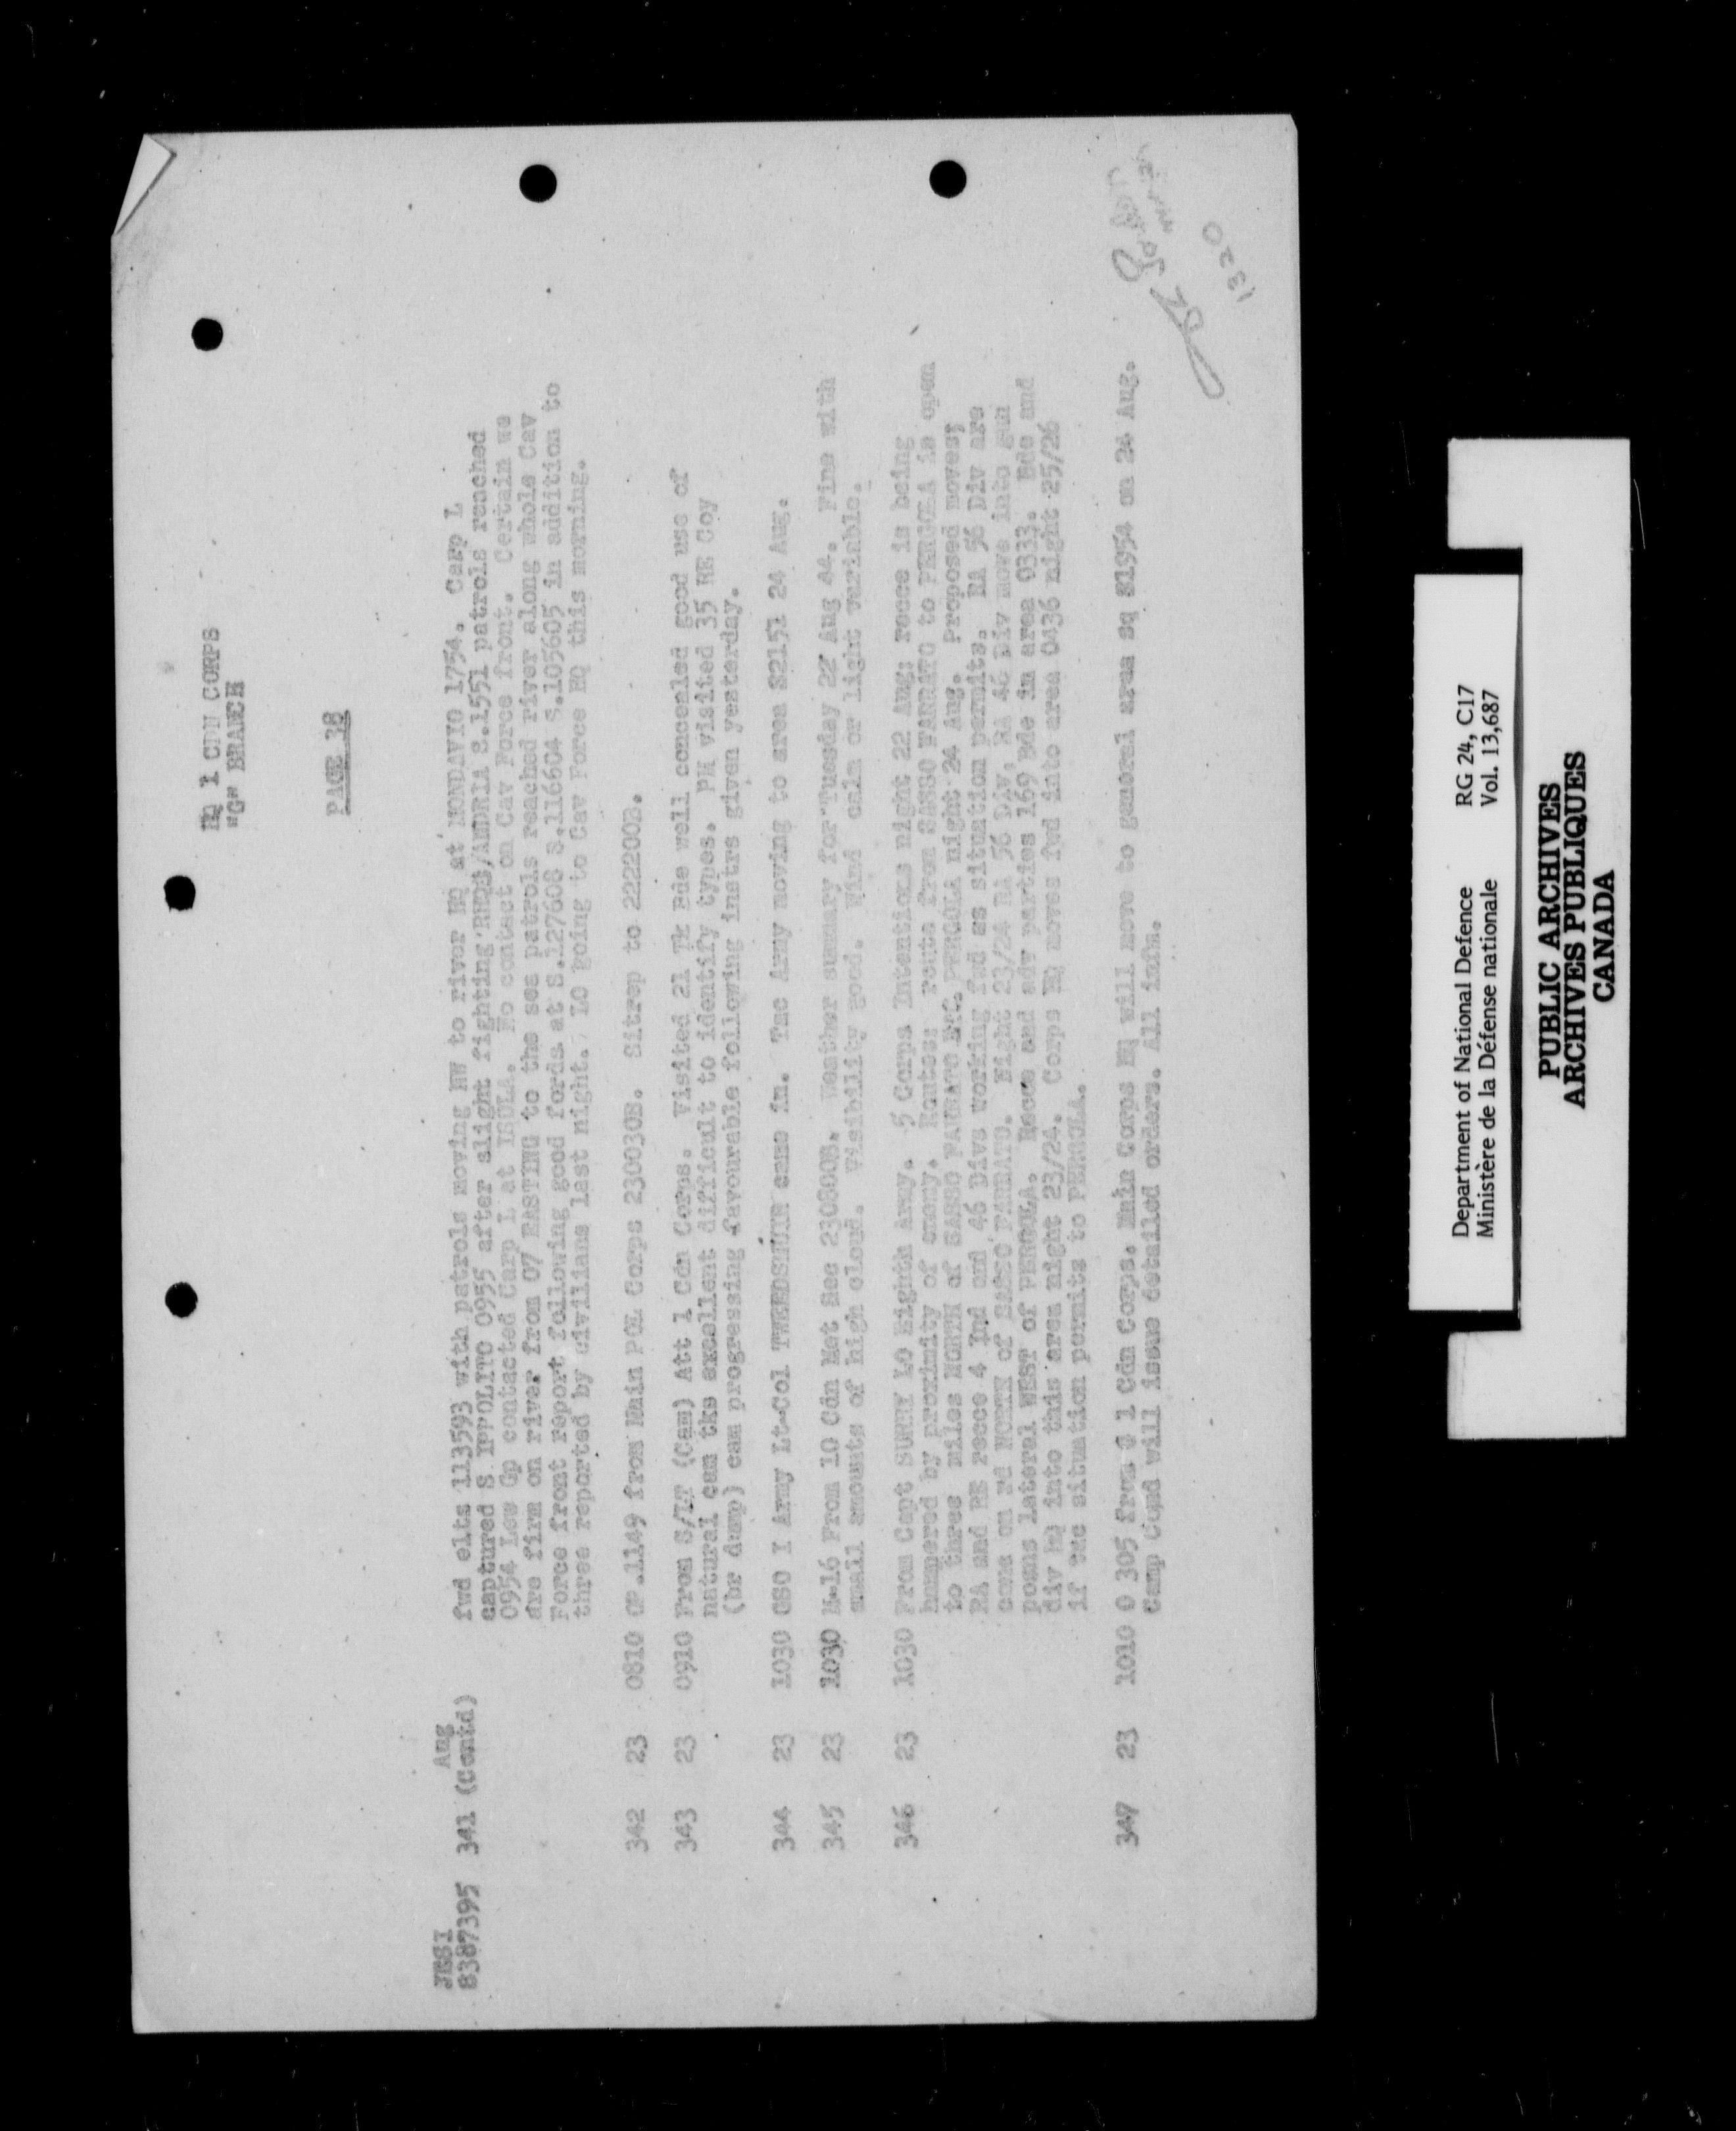 HQ 1 CDN CORPS
"G" BRANCH
PAGE 38
JESI Aug
8387395 341 (Contd) fwd elts 113593 with patrols moving NW to river HQ at MONDAVIO 1754. Carp L
captured S IPPOLITO 0955 after slight fighting RHQ3/ANDRIA S.1551 patrols reached
0954 Lew Gp contacted Carp L at ISOLA. No contact on Cav Force front. Certain we
are firm on river from 07 EASTING to the sea patrols reached river along whole Cav
Force front report following good fords at S.127608 S.116604 S.105605 in addition to
three reported by civilians last night. LO going to Cav Force HQ this morning.
342 23 0810 OP.1149 from Main POL Corps 230030B. Sitrep to 222200B.
343 23 0910 From S/LT (Cam) Att 1 Cdn Corps. Visited 21 Tk Bde well concealed good use of
natural cam tks excellent difficult to identify types. PM visited 35 RE Coy
(br dump) cam progressing favourable following instrs given yesterday.
344 23 1030 GSO I Army Lt-Col TWEEDSMUIR came in. Tac Army moving to area S2151 24 Aug.
345 23 1030 M-16 From 10 Cdn Met Sec 230800B. Weather summary for Tuesday 22 Aug 44. Fine with
small amounts of high cloud. Visibility good. Wind calm or light variable.
346 23 1030 From Capt SURRY LO Eighth Army. 5 Corps Intentions night 22 Aug: recce is being
hampered by proximity of enemy. Routes: route from SASSO FARRATO to PERGOLA is open
to three miles NORTH of SASSO FARRATO PERGOLA night 24 Aug. Proposed moves;
RA and RE recce 4 Ind and 46 Divs working fwd as situation permits. RA 56 Div are
conc on rd NORTH of SASSO FARRATO. Night 23/24 RA 56 Div, RA 46 Div move into gun
posns lateral WEST of PERGOLA. Recce and adv parties 169 Bde in area 0333. Bde and
div HQ into this area night 23/24. Corps HQ moves fwd into area 0436 night 25/26
if the situation permits to PERGOLA.
347 23 1010 O 305 from G 1 Cdn Corps. Main Corps HQ will move to general area sq S1954 on 24 Aug.
Camp Comd will issue detailed orders. All infm.
1320
Department of National Defence RG 24, C17
Ministère de la Défense nationale Vol. 13,687
PUBLIC ARCHIVES
ARCHIVES PUBLIQUES
CANADA